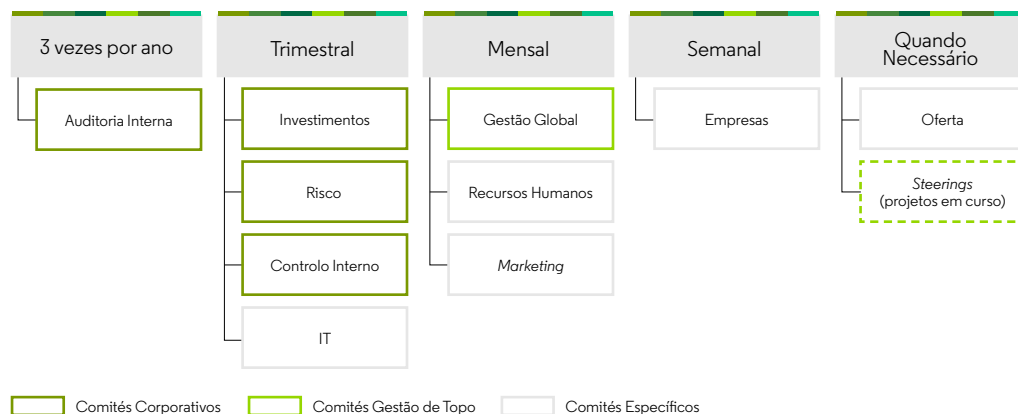 3 vezes por ano
Trimestral
Mensal
Semanal
Quando
Necessário
Auditoria Interna
Investimentos
Gestão Global
Empresas
Oferta
Risco
Recursos Humanos
Steerings
(projetos em curso)
Controlo Interno
Marketing
IT
Comités Corporativos
Comités Gestão de Topo
Comités Específicos